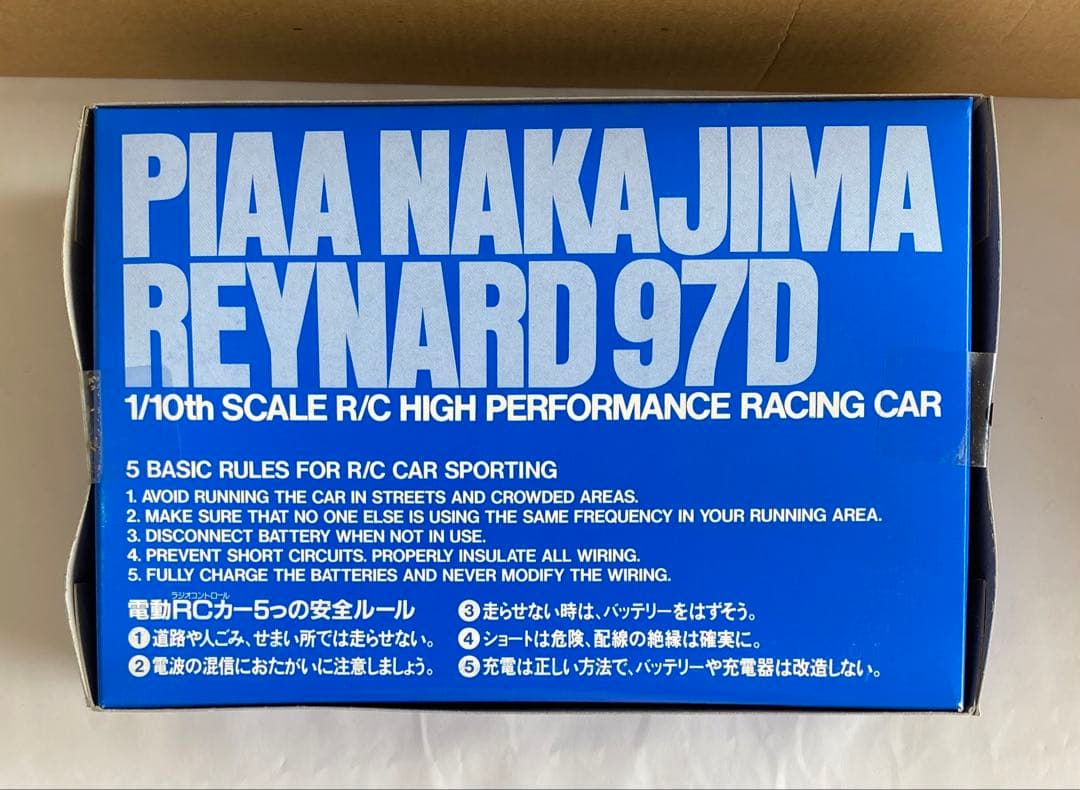 PIAA NAKAJIMA
REYNARD 97D
1/10th SCALE R/C HIGH PERFORMANCE RACING CAR
5 BASIC RULES FOR R/C CAR SPORTING
1. AVOID RUNNING THE CAR IN STREETS AND CROWDED AREAS.
2. MAKE SURE THAT NO ONE ELSE IS USING THE SAME FREQUENCY IN YOUR RUNNING AREA.
3. DISCONNECT BATTERY WHEN NOT IN USE.
4. PREVENT SHORT CIRCUITS. PROPERLY INSULATE ALL WIRING.
5. FULLY CHARGE THE BATTERIES AND NEVER MODIFY THE WIRING.
ラジオコントロール
電動RCカー5つの安全ルール
❶道路や人ごみ、せまい所では走らせない。
❷電波の混信におたがいに注意しましょう。
❸走らせない時は、バッテリーをはずそう。
❹ショートは危険、配線の絶縁は確実に。
❺充電は正しい方法で、バッテリーや充電器は改造しない。